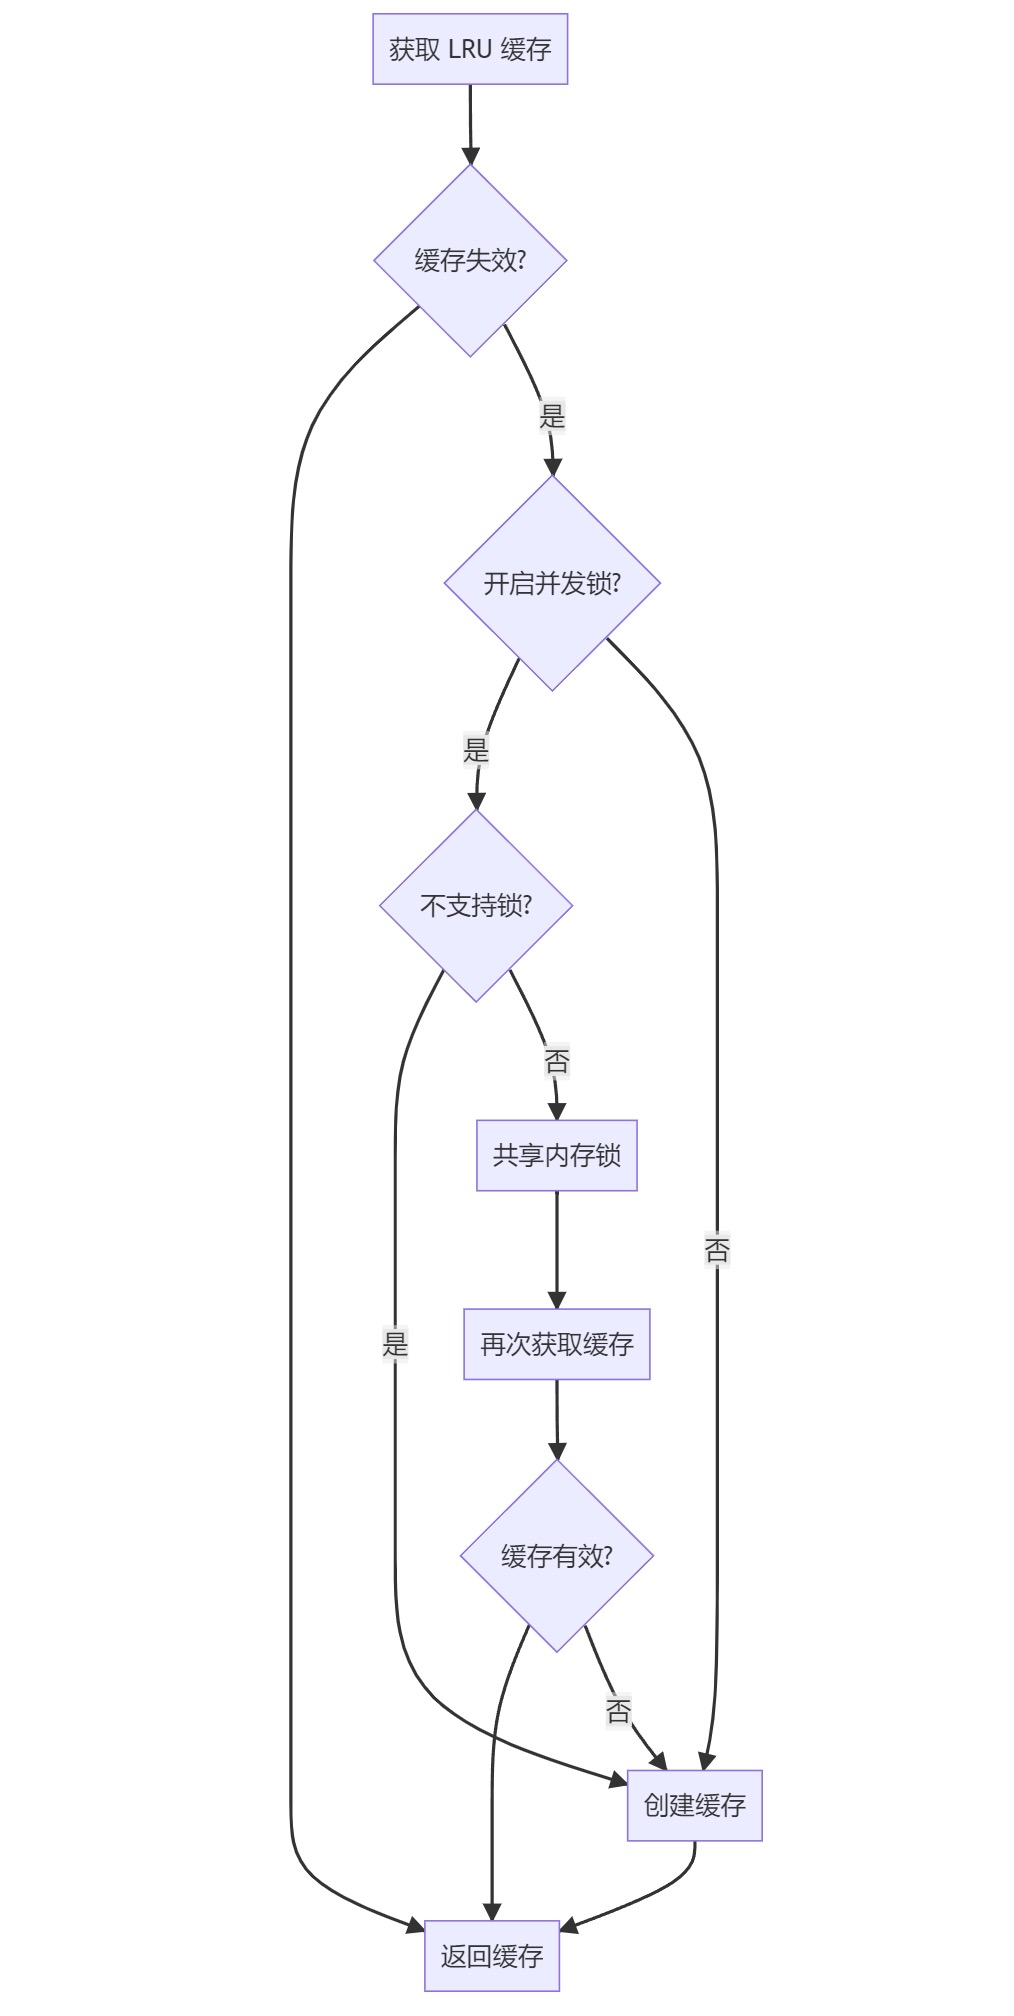 获取 LRU 缓存
缓存失效?
是
开启并发锁?
是
不支持锁?
否
共享内存锁
否
是
再次获取缓存
缓存有效?
否
创建缓存
返回缓存